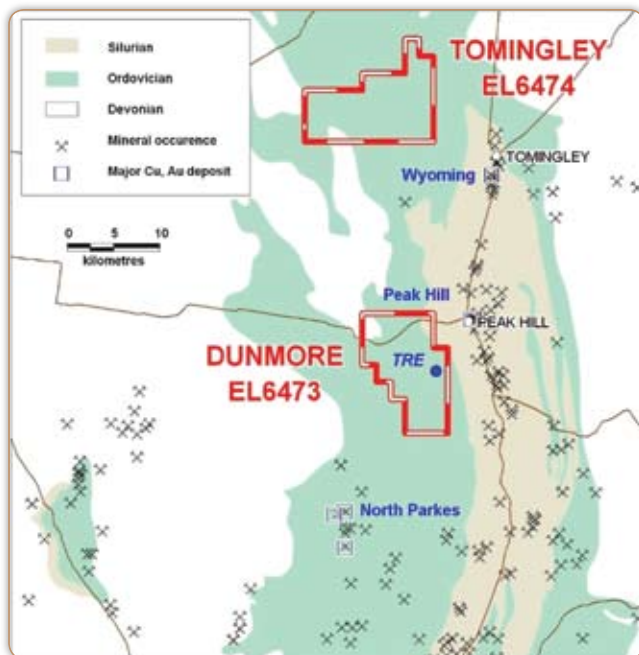 Silurian
Ordovician
Devonian
Mineral occurence
Major Cu, Au deposit
0 5 10
kilometres
TOMINGLEY
EL6474
TOMINGLEY
Wyoming
Peak Hill
PEAK HILL
DUNMORE
EL6473
TRE
North Parkes